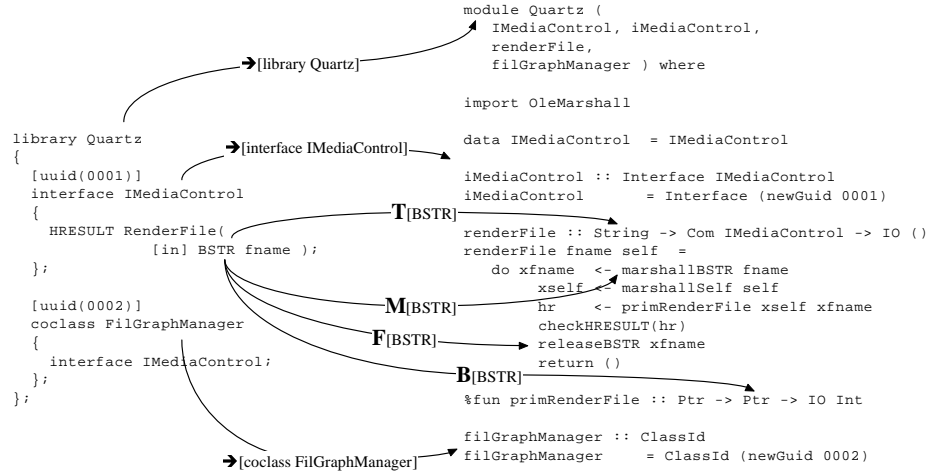 library Quartz
{
  [uuid(0001)]
  interface IMediaControl
  {
    HRESULT RenderFile(
              [in] BSTR fname );
  };

  [uuid(0002)]
  coclass FilGraphManager
  {
    interface IMediaControl;
  };
};
➔[library Quartz]
➔[interface IMediaControl]
T[BSTR]
M[BSTR]
F[BSTR]
B[BSTR]
➔[coclass FilGraphManager]
module Quartz (
   IMediaControl, iMediaControl,
   renderFile,
   filGraphManager ) where

import OleMarshall

data IMediaControl  = IMediaControl

iMediaControl :: Interface IMediaControl
iMediaControl      = Interface (newGuid 0001)

renderFile :: String -> Com IMediaControl -> IO ()
renderFile fname self  =
   do xfname  <- marshallBSTR fname
      xself <- marshallSelf self
      hr    <- primRenderFile xself xfname
      checkHRESULT(hr)
      releaseBSTR xfname
      return ()

%fun primRenderFile :: Ptr -> Ptr -> IO Int

filGraphManager :: ClassId
filGraphManager     = ClassId (newGuid 0002)